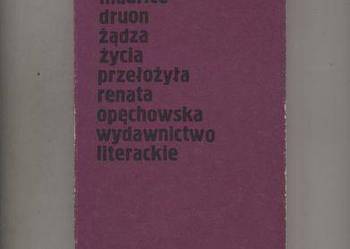 maurice
druon
żądza
życia
przełożyła
renata
opęchowska
wydawnictwo
literackie